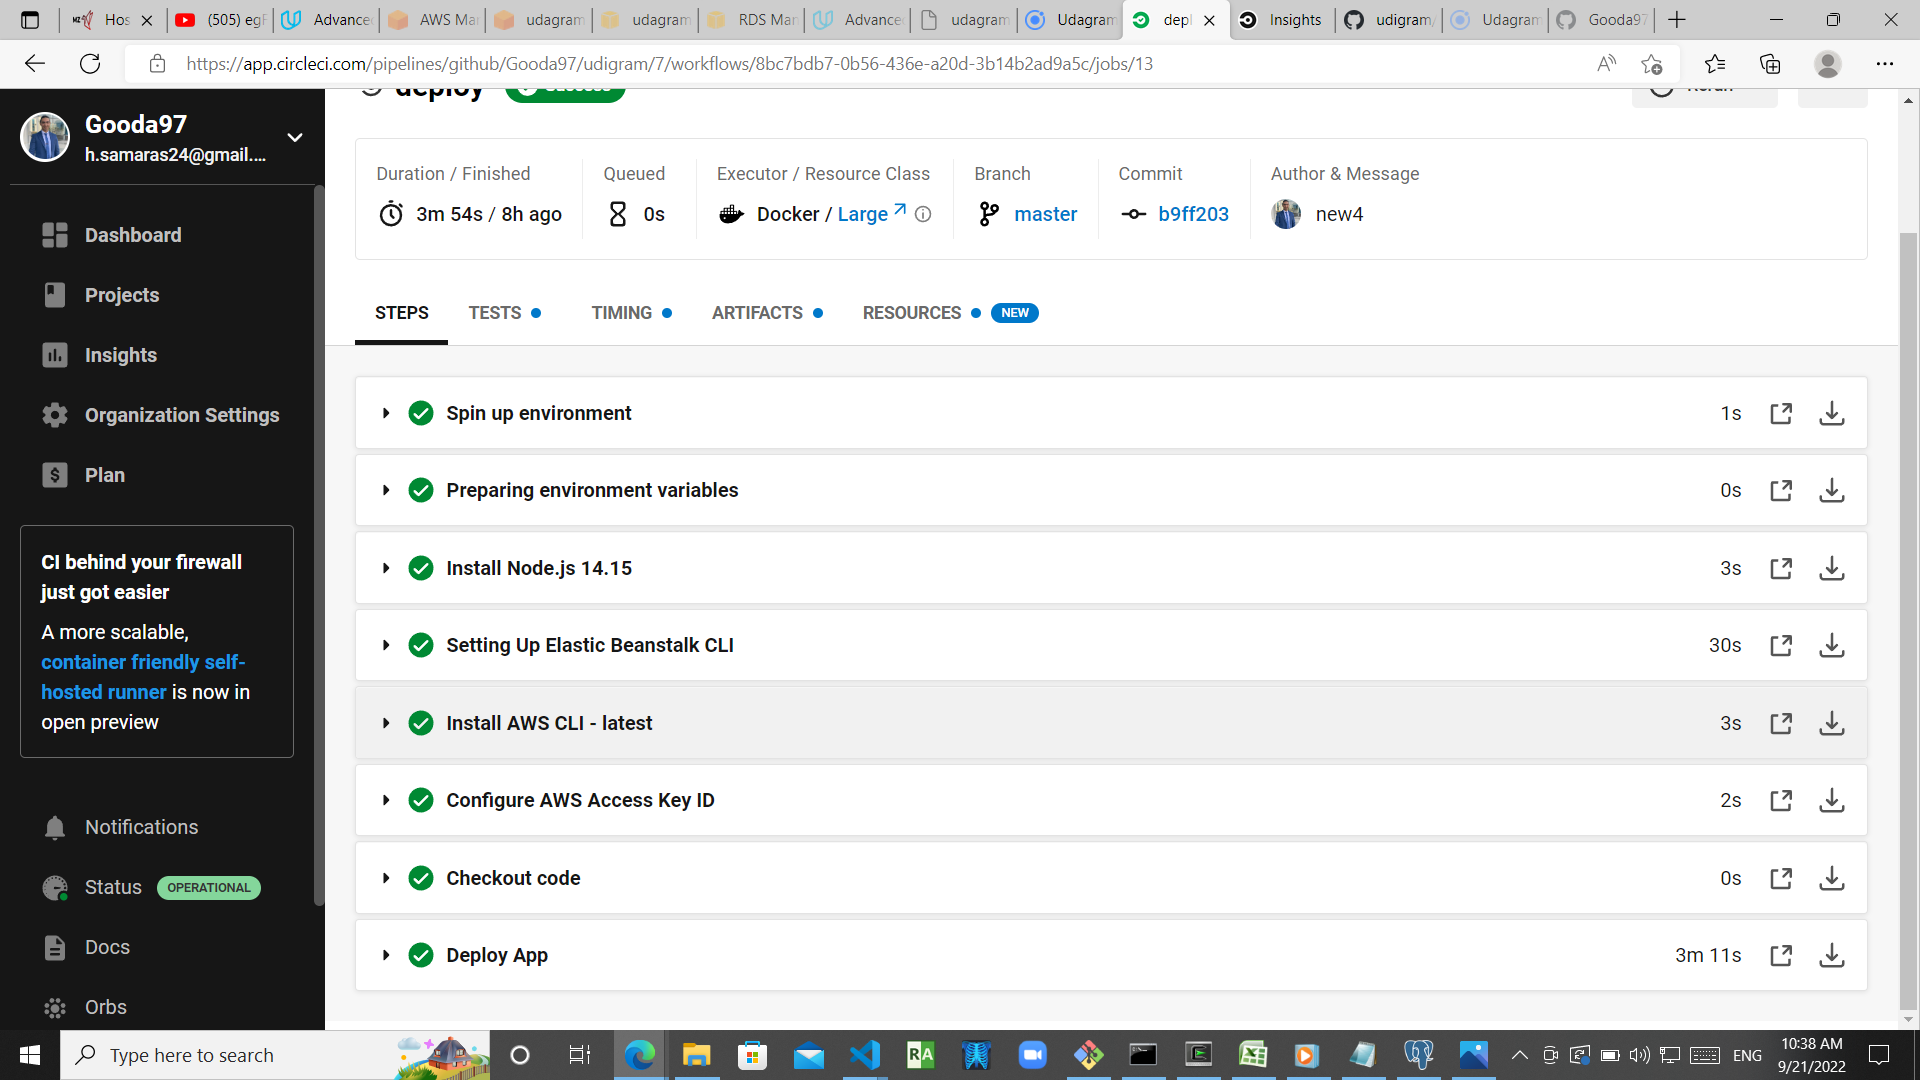 Hos
(505) egF
Advanced
AWS Man
udagram
udagram
RDS Man
Advanced
udagram
Udagram
depl
Insights
udigram/
Udagram
Gooda97
https://app.circleci.com/pipelines/github/Gooda97/udigram/7/workflows/8bc7bdb7-0b56-436e-a20d-3b14b2ad9a5c/jobs/13
Gooda97
h.samaras24@gmail....
Dashboard
Projects
Insights
Organization Settings
Plan
CI behind your firewall
just got easier
A more scalable,
container friendly self-
hosted runner is now in
open preview
Notifications
Status OPERATIONAL
Docs
Orbs
deploy
Duration / Finished
3m 54s / 8h ago
Queued
0s
Executor / Resource Class
Docker / Large
Branch
master
Commit
b9ff203
Author & Message
new4
STEPS TESTS TIMING ARTIFACTS RESOURCES NEW
Spin up environment 1s
Preparing environment variables 0s
Install Node.js 14.15 3s
Setting Up Elastic Beanstalk CLI 30s
Install AWS CLI - latest 3s
Configure AWS Access Key ID 2s
Checkout code 0s
Deploy App 3m 11s
Type here to search
RA
ENG
10:38 AM
9/21/2022